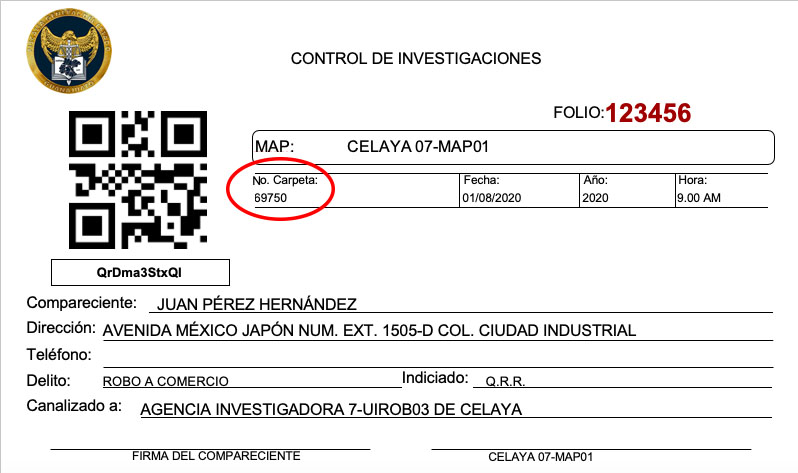 CONTROL DE INVESTIGACIONES
FOLIO:123456
MAP: CELAYA 07-MAP01
No. Carpeta: Fecha: Año: Hora:
69750 01/08/2020 2020 9.00 AM
QrDma3StxQI
Compareciente: JUAN PÉREZ HERNÁNDEZ
Dirección: AVENIDA MÉXICO JAPÓN NUM. EXT. 1505-D COL. CIUDAD INDUSTRIAL
Teléfono:
Delito: ROBO A COMERCIO Indiciado: Q.R.R.
Canalizado a: AGENCIA INVESTIGADORA 7-UIROB03 DE CELAYA
FIRMA DEL COMPARECIENTE CELAYA 07-MAP01